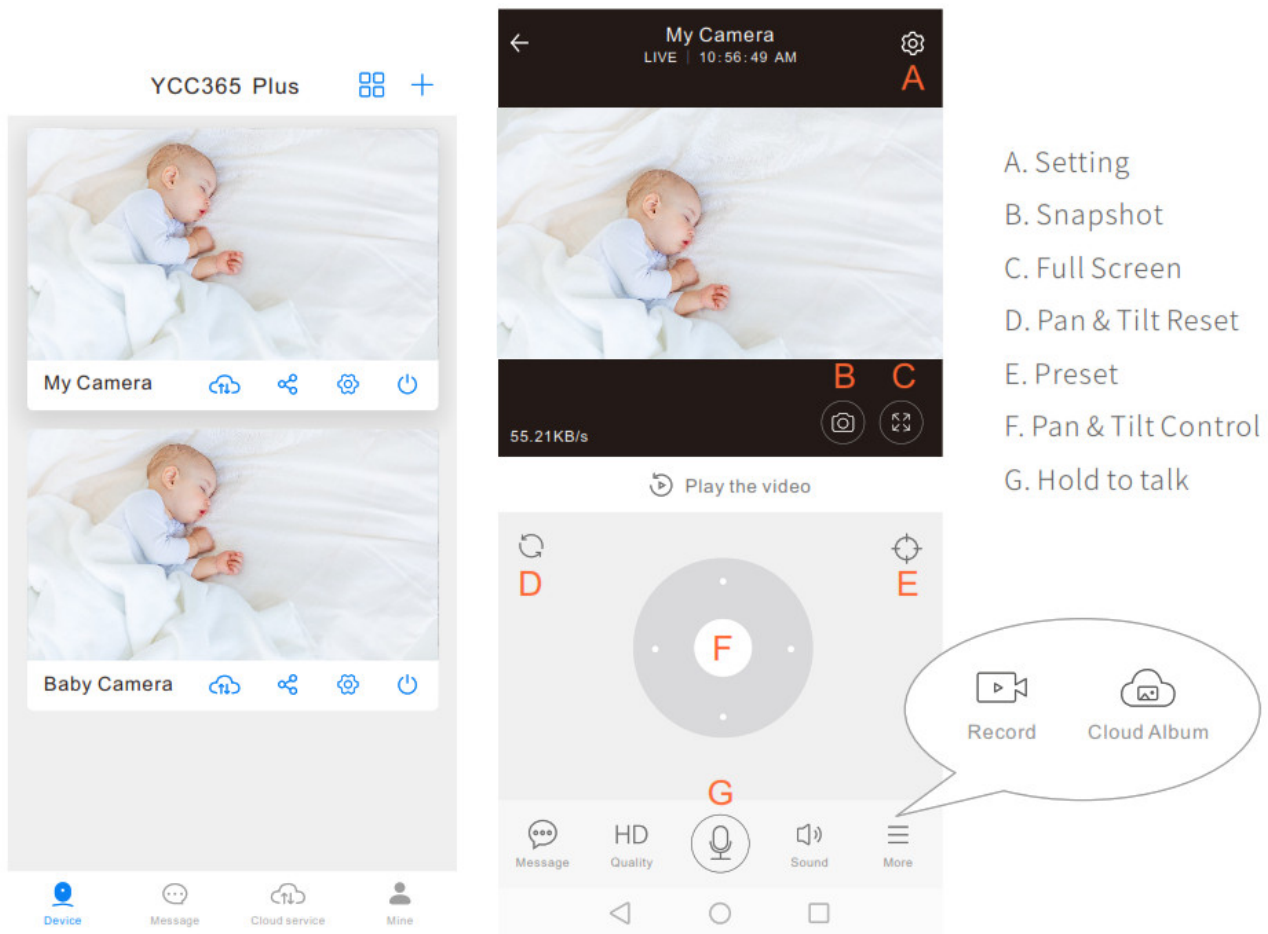 YCC365 Plus
My Camera
Baby Camera
Device
Message
Cloud service
Mine
My Camera
LIVE | 10:56:49 AM
A
B
C
55.21KB/s
Play the video
D
E
F
G
Message
HD
Quality
Sound
More
Record
Cloud Album
A. Setting
B. Snapshot
C. Full Screen
D. Pan & Tilt Reset
E. Preset
F. Pan & Tilt Control
G. Hold to talk